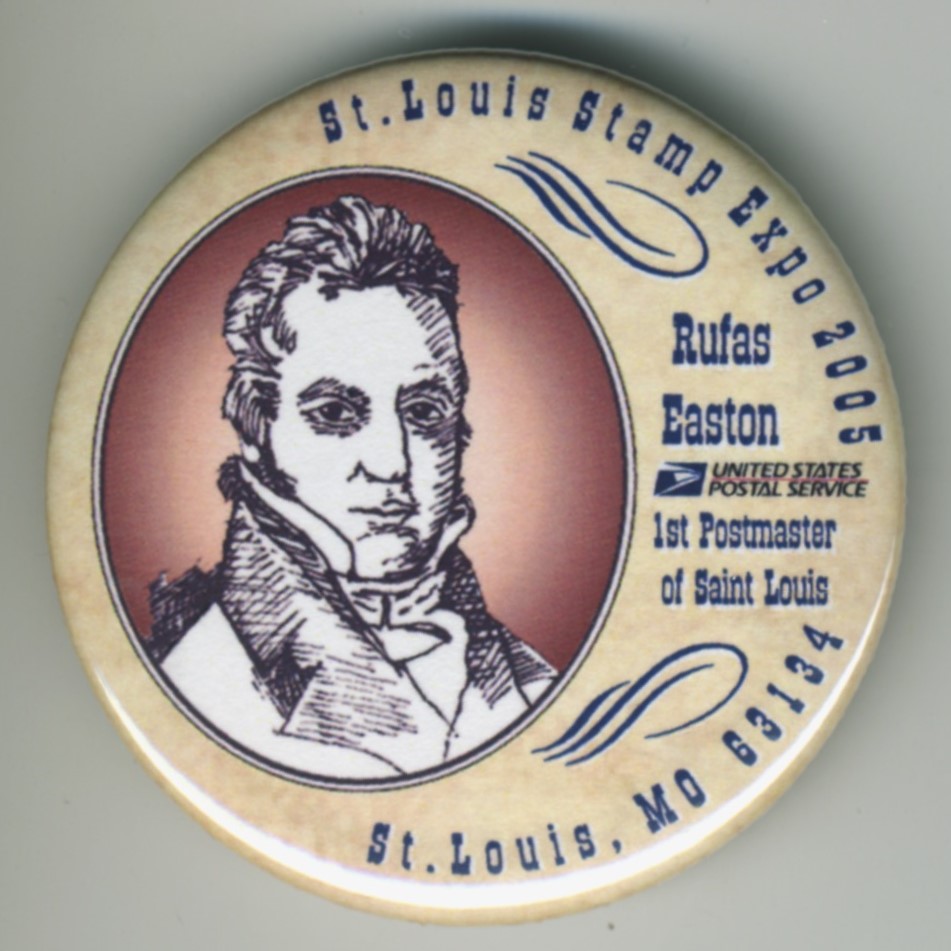 St. Louis Stamp Expo 2005
Rufas
Easton
UNITED STATES
POSTAL SERVICE
1st Postmaster
of Saint Louis
St. Louis, MO 63134